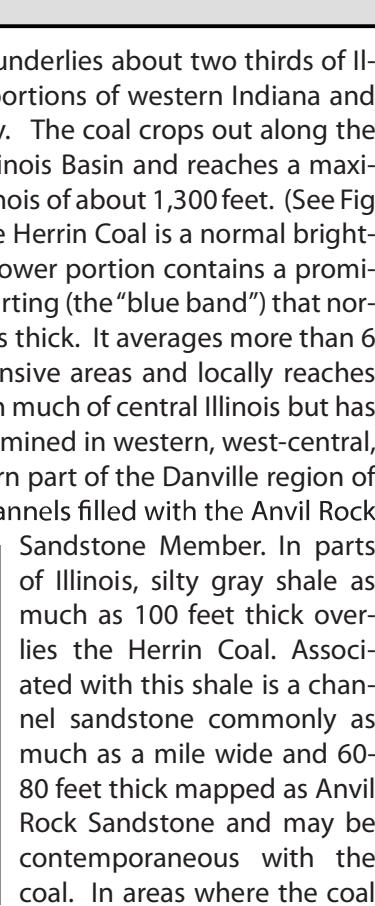 underlies about two thirds of Il-
portions of western Indiana and
. The coal crops out along the
inois Basin and reaches a maxi-
nois of about 1,300 feet. (See Fig
e Herrin Coal is a normal bright-
ower portion contains a promi-
rting (the “blue band”) that nor-
s thick. It averages more than 6
nsive areas and locally reaches
n much of central Illinois but has
mined in western, west-central,
rn part of the Danville region of
annels filled with the Anvil Rock
Sandstone Member. In parts
of Illinois, silty gray shale as
much as 100 feet thick over-
lies the Herrin Coal. Associ-
ated with this shale is a chan-
nel sandstone commonly as
much as a mile wide and 60-
80 feet thick mapped as Anvil
Rock Sandstone and may be
contemporaneous with the
coal. In areas where the coal